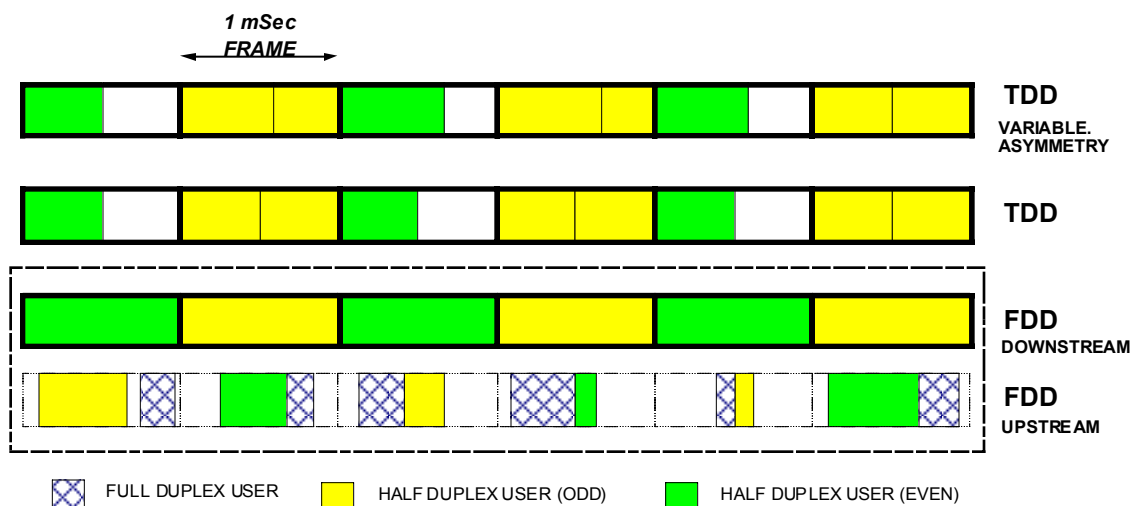 1 mSec
FRAME
TDD
VARIABLE.
ASYMMETRY
TDD
FDD
DOWNSTREAM
FDD
UPSTREAM
FULL DUPLEX USER
HALF DUPLEX USER (ODD)
HALF DUPLEX USER (EVEN)